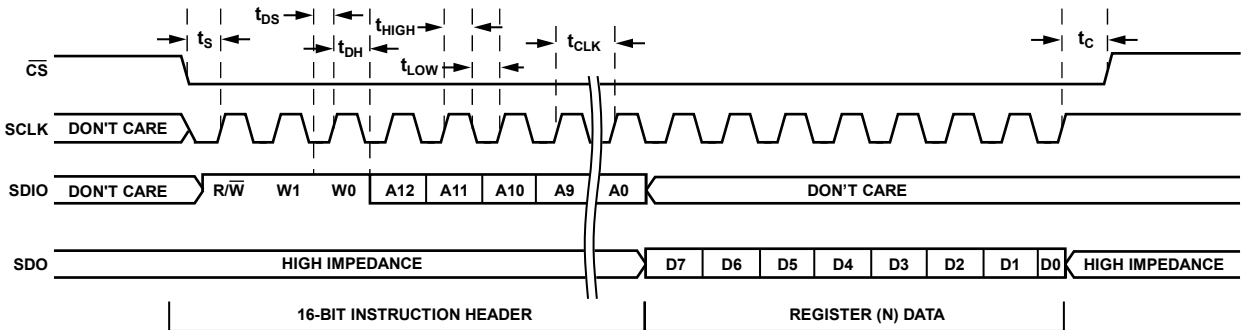 tDS
tHIGH
tS
tDH
tCLK
tC
tLOW
CS
SCLK
DON'T CARE
SDIO
DON'T CARE
R/W
W1
W0
A12
A11
A10
A9
A0
DON'T CARE
SDO
HIGH IMPEDANCE
D7
D6
D5
D4
D3
D2
D1
D0
HIGH IMPEDANCE
16-BIT INSTRUCTION HEADER
REGISTER (N) DATA